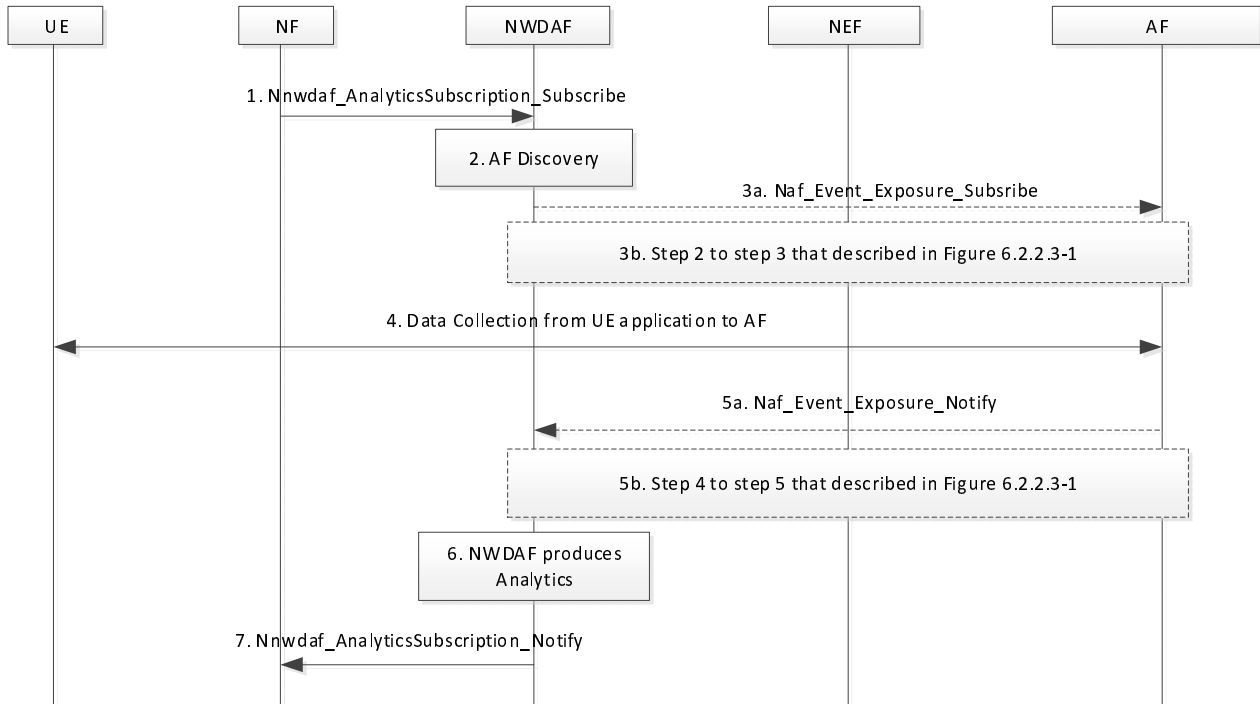 UE
NF
NWDAF
NEF
AF
1. Nnwdaf_AnalyticsSubscription_Subscribe
2. AF Discovery
3a. Naf_Event_Exposure_Subsribe
3b. Step 2 to step 3 that described in Figure 6.2.2.3-1
4. Data Collection from UE application to AF
5a. Naf_Event_Exposure_Notify
5b. Step 4 to step 5 that described in Figure 6.2.2.3-1
6. NWDAF produces
Analytics
7. Nnwdaf_AnalyticsSubscription_Notify